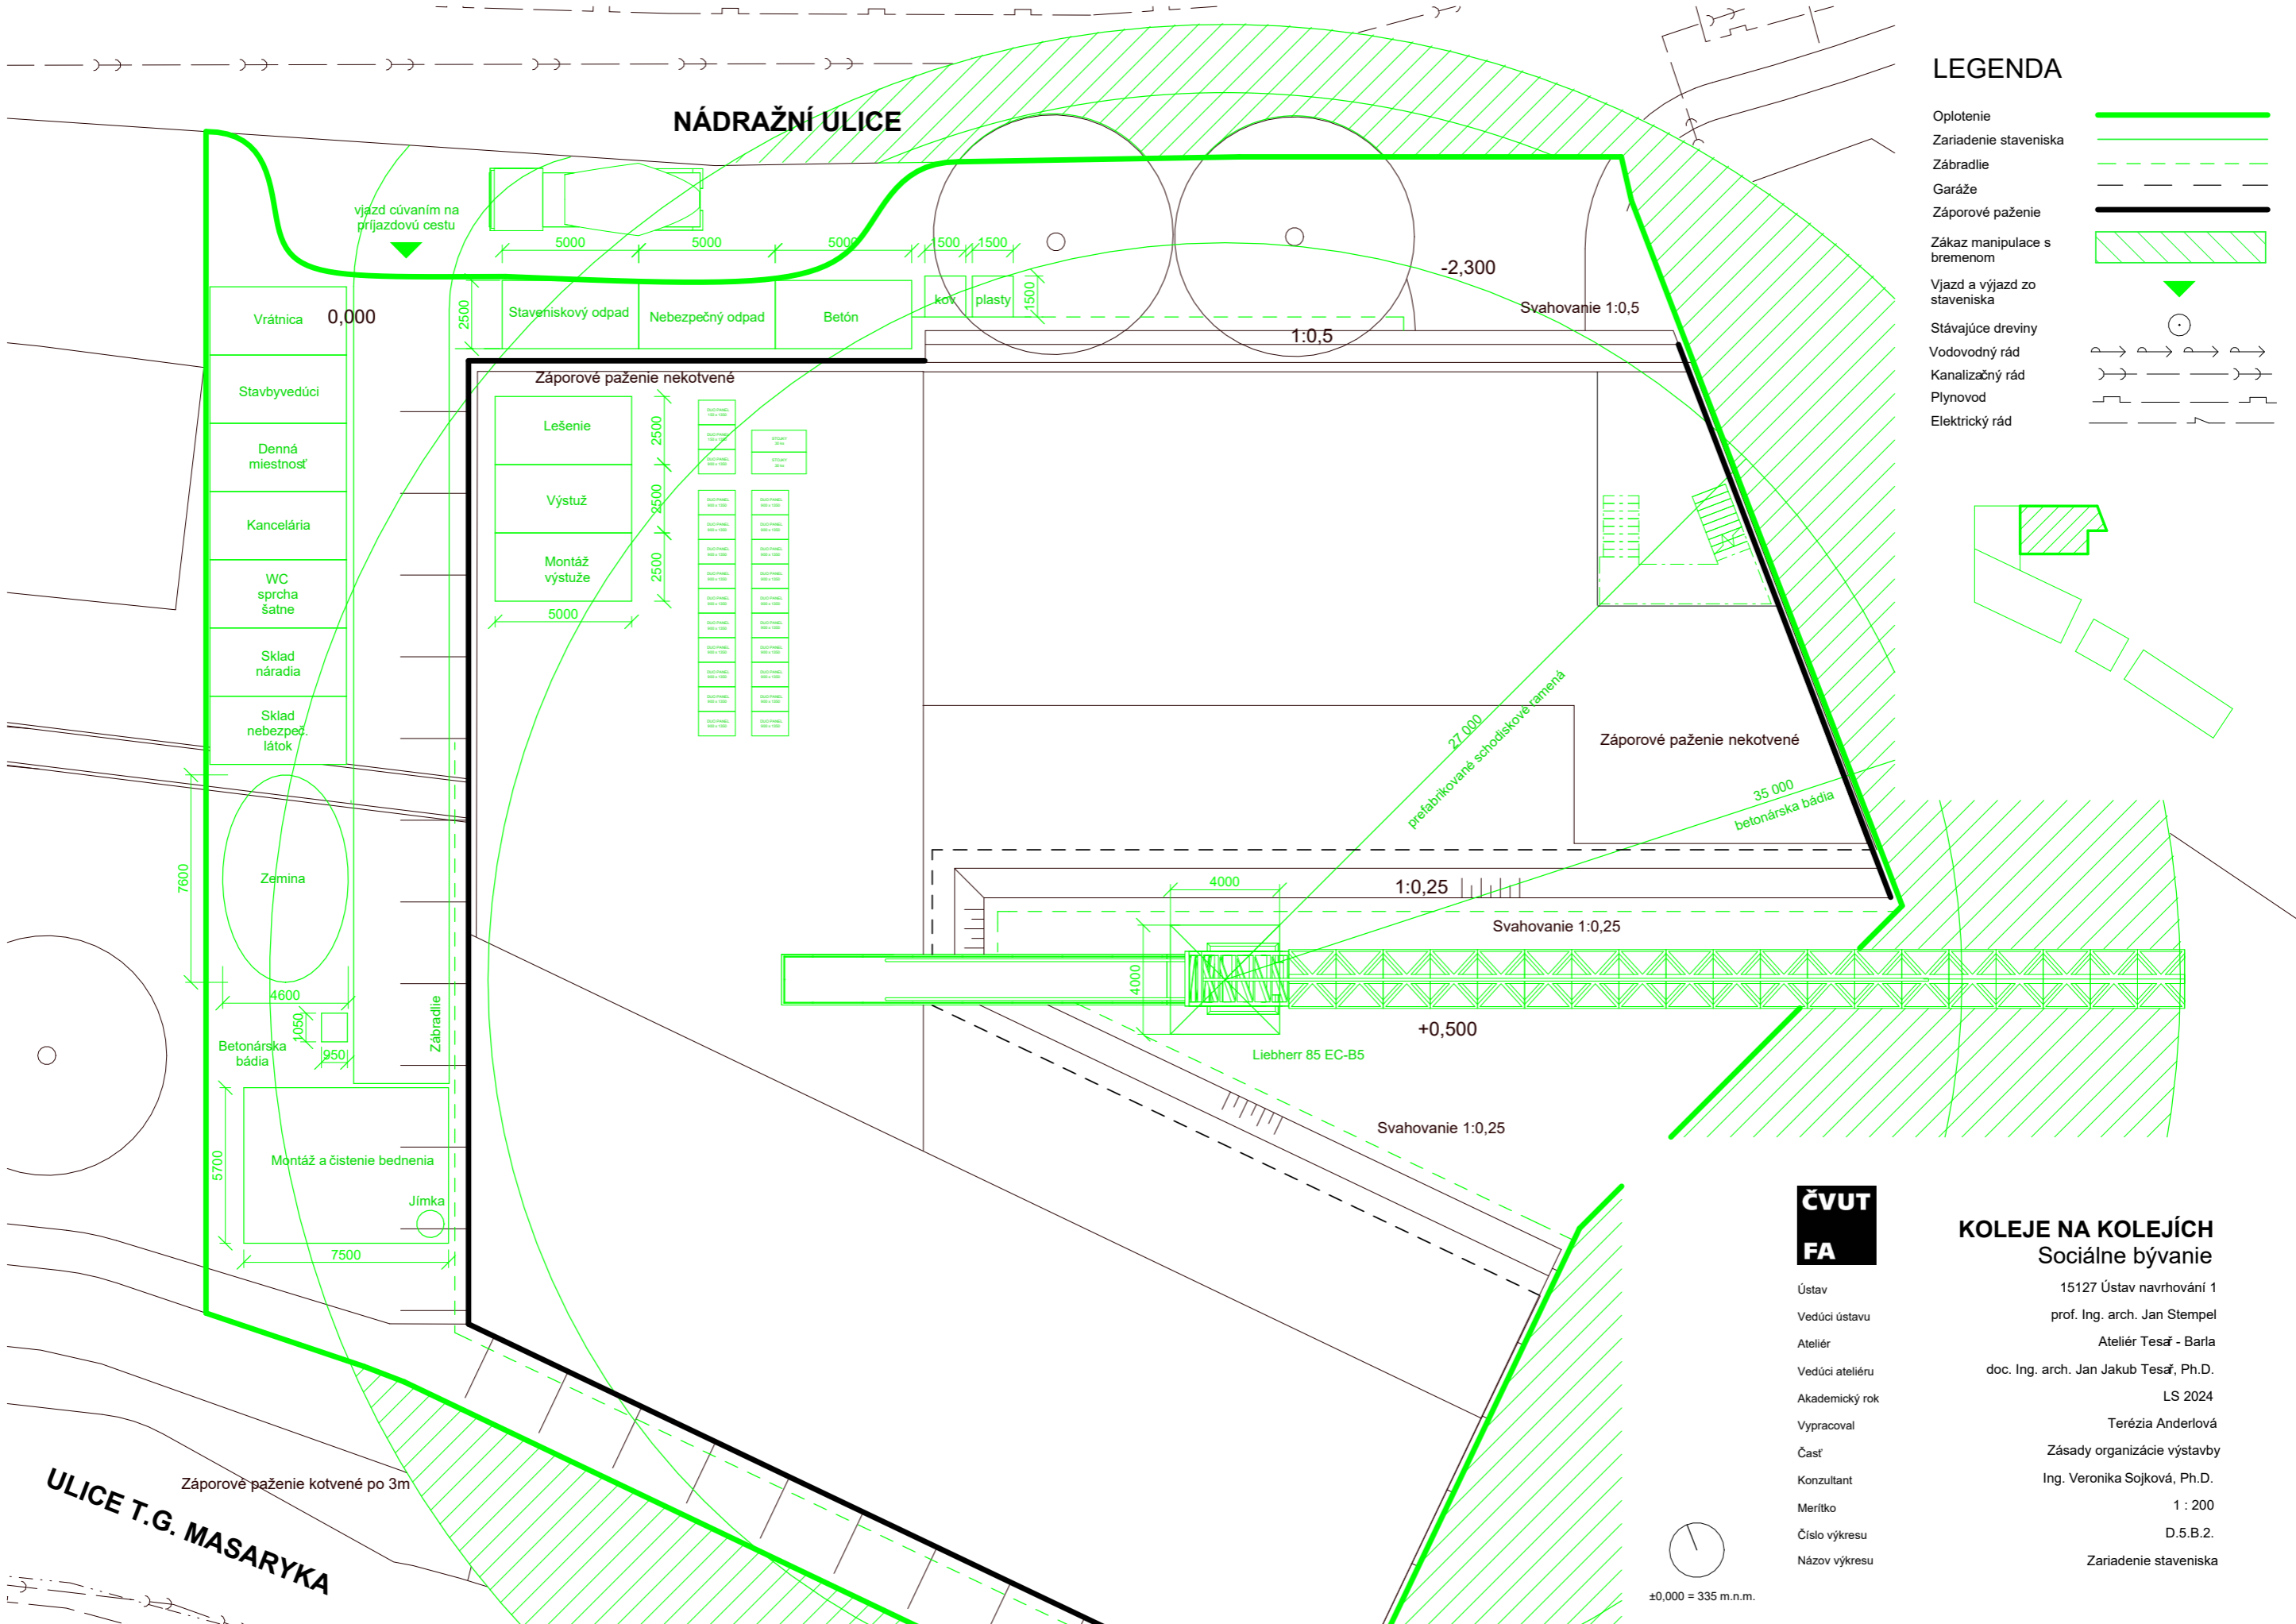 NÁDRAŽNÍ ULICE
vjazd cúvaním na
príjazdovú cestu
5000
5000
5000
1500
1500
2500
Staveniskový odpad
Nebezpečný odpad
Betón
kov
plasty
1500
-2,300
Svahovanie 1:0,5
1:0,5
Vrátnica
0,000
Stavbyvedúci
Denná
miestnosť
Kancelária
WC
sprcha
šatne
Sklad
náradia
Sklad
nebezpeč.
látok
Záporové paženie nekotvené
Lešenie
Výstuž
Montáž
výstuže
2500
2500
2500
5000
27 000
prefabrikované schodiskové ramená
Záporové paženie nekotvené
35 000
betonárska bádia
7600
Zemina
4600
1050
950
Betonárska
bádia
Zábradlie
4000
4000
1:0,25
Svahovanie 1:0,25
+0,500
Liebherr 85 EC-B5
Svahovanie 1:0,25
5700
Montáž a čistenie bednenia
Jímka
7500
Záporové paženie kotvené po 3m
ULICE T.G. MASARYKA
LEGENDA
Oplotenie
Zariadenie staveniska
Zábradlie
Garáže
Záporové paženie
Zákaz manipulace s
bremenom
Vjazd a výjazd zo
staveniska
Stávajúce dreviny
Vodovodný rád
Kanalizačný rád
Plynovod
Elektrický rád
ČVUT
FA
KOLEJE NA KOLEJÍCH
Sociálne bývanie
Ústav 15127 Ústav navrhování 1
Vedúci ústavu prof. Ing. arch. Jan Stempel
Ateliér Ateliér Tesař - Barla
Vedúci ateliéru doc. Ing. arch. Jan Jakub Tesař, Ph.D.
Akademický rok LS 2024
Vypracoval Terézia Anderlová
Časť Zásady organizácie výstavby
Konzultant Ing. Veronika Sojková, Ph.D.
Merítko 1 : 200
Číslo výkresu D.5.B.2.
Názov výkresu Zariadenie staveniska
±0,000 = 335 m.n.m.